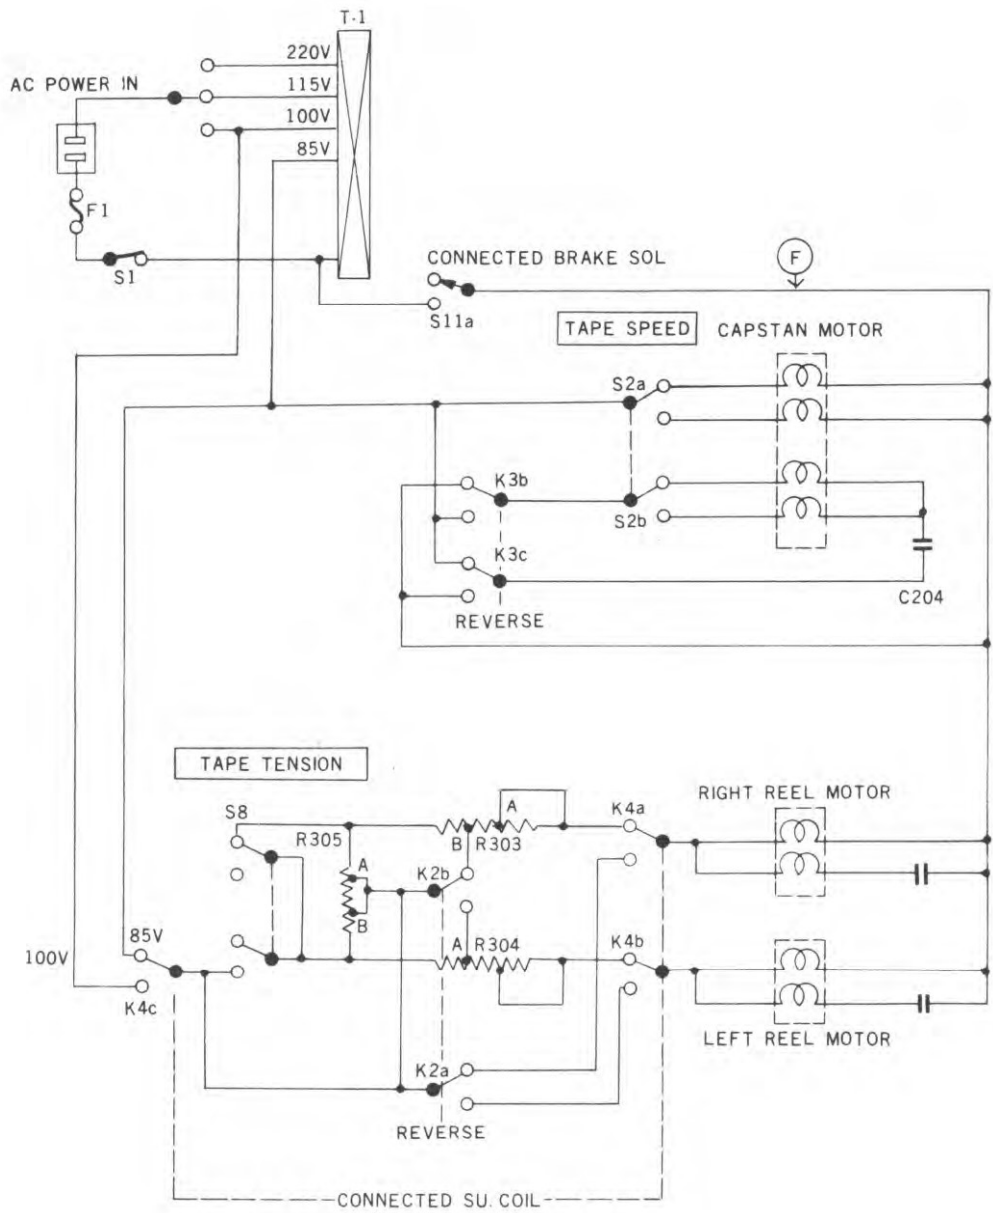 T-1
220V
AC POWER IN
115V
100V
85V
F1
S1
CONNECTED BRAKE SOL
F
S11a
TAPE SPEED
CAPSTAN MOTOR
S2a
K3b
S2b
K3c
C204
REVERSE
TAPE TENSION
RIGHT REEL MOTOR
S8
R305
A
K4a
B
R303
A
K2b
B
A
R304
K4b
85V
100V
K4c
LEFT REEL MOTOR
K2a
REVERSE
CONNECTED SU. COIL